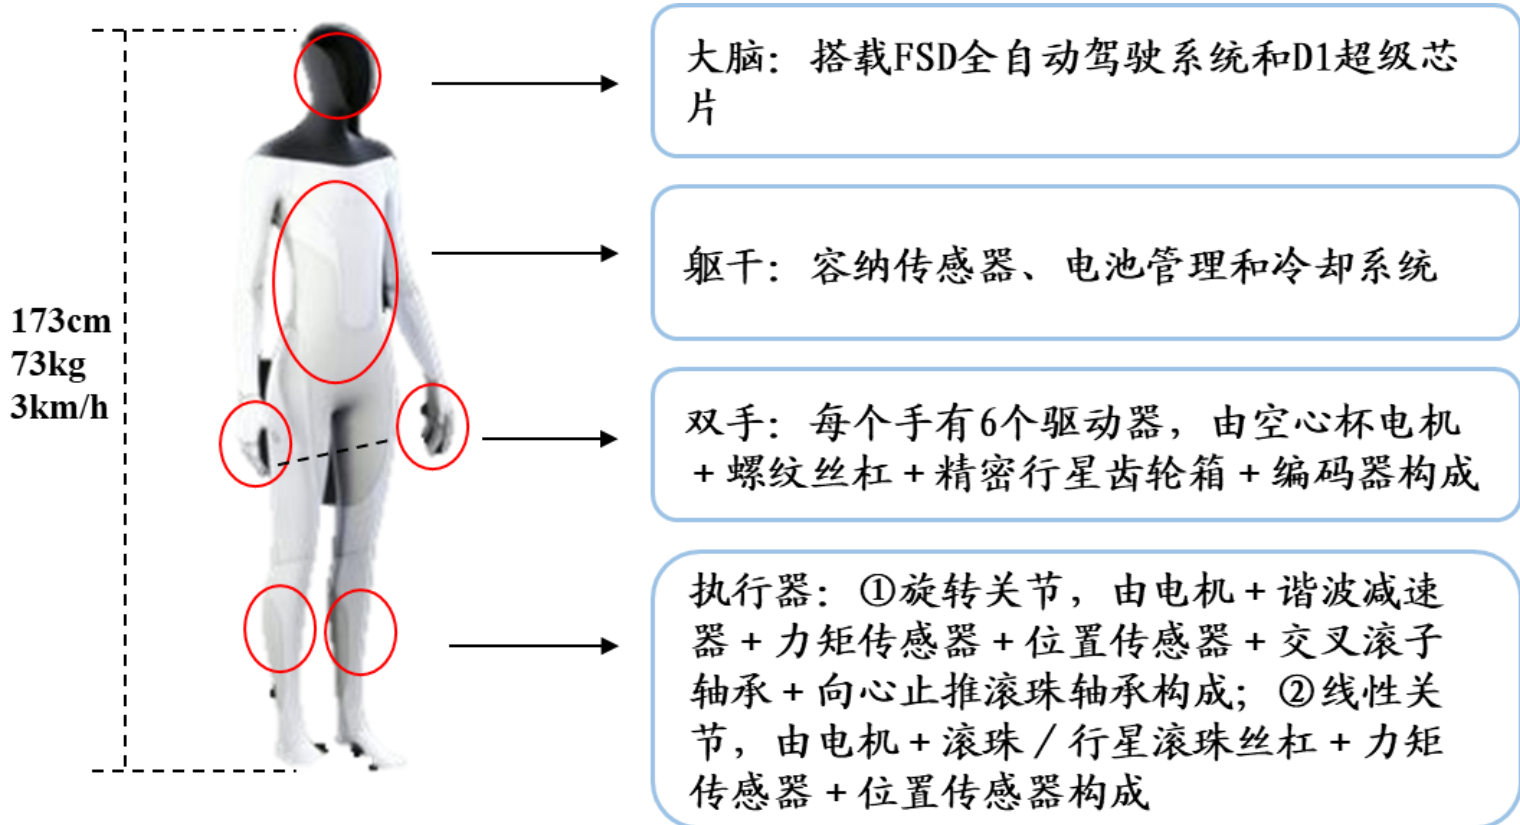 173cm
73kg
3km/h
大脑：搭载FSD全自动驾驶系统和D1超级芯
片
躯干：容纳传感器、电池管理和冷却系统
双手：每个手有6个驱动器，由空心杯电机
+螺纹丝杠+精密行星齿轮箱+编码器构成
执行器：①旋转关节，由电机+谐波减速
器+力矩传感器+位置传感器+交叉滚子
轴承+向心止推滚珠轴承构成；②线性关
节，由电机+滚珠/行星滚珠丝杠+力矩
传感器+位置传感器构成